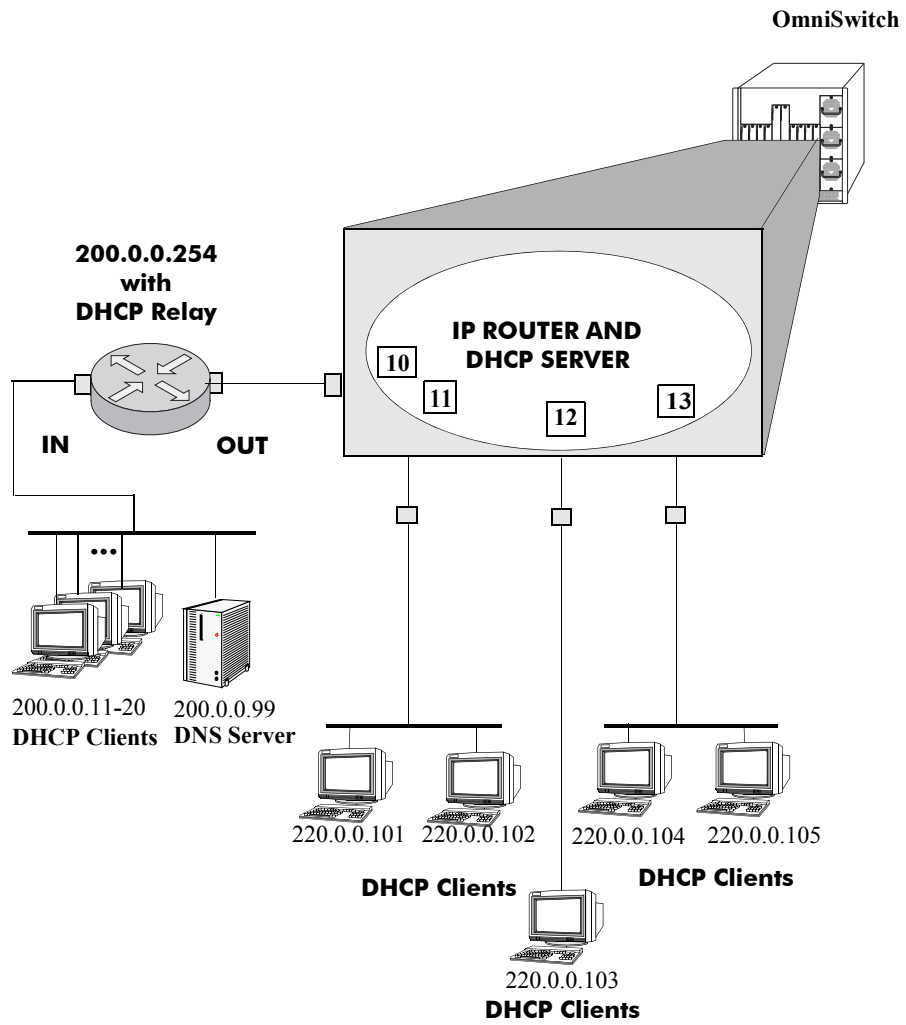 OmniSwitch
200.0.0.254
with
DHCP Relay
IP ROUTER AND
DHCP SERVER
10
11
12
13
IN
OUT
200.0.0.11-20
DHCP Clients
200.0.0.99
DNS Server
220.0.0.101
220.0.0.102
220.0.0.104
220.0.0.105
DHCP Clients
DHCP Clients
220.0.0.103
DHCP Clients